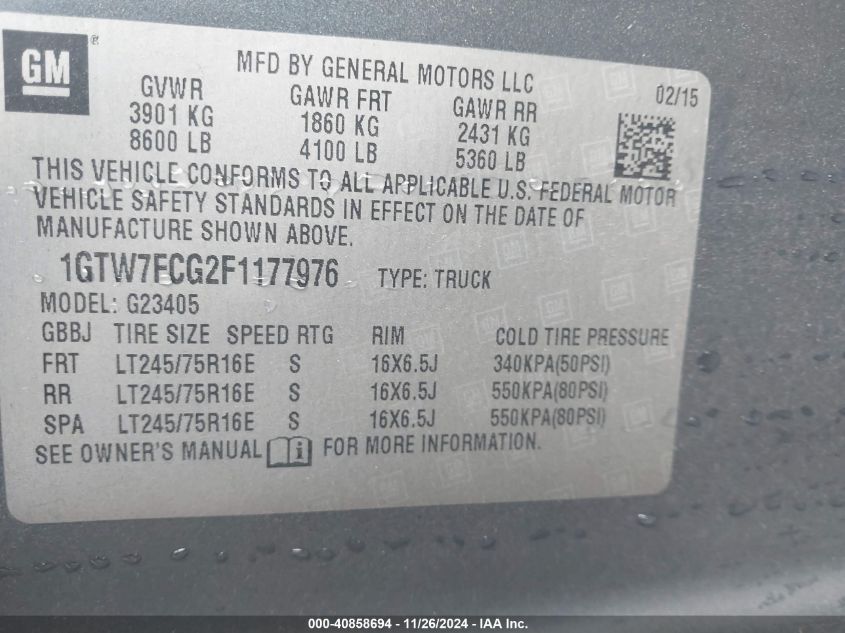 GM ®
MFD BY GENERAL MOTORS LLC
02/15
GVWR GAWR FRT GAWR RR
3901 KG 1860 KG 2431 KG
8600 LB 4100 LB 5360 LB
THIS VEHICLE CONFORMS TO ALL APPLICABLE U.S. FEDERAL MOTOR
VEHICLE SAFETY STANDARDS IN EFFECT ON THE DATE OF
MANUFACTURE SHOWN ABOVE.
1GTW7FCG2F1177976 TYPE: TRUCK
MODEL: G23405
GBBJ TIRE SIZE SPEED RTG RIM COLD TIRE PRESSURE
FRT LT245/75R16E S 16X6.5J 340KPA(50PSI)
RR LT245/75R16E S 16X6.5J 550KPA(80PSI)
SPA LT245/75R16E S 16X6.5J 550KPA(80PSI)
SEE OWNER'S MANUAL i FOR MORE INFORMATION.
000-40858694 - 11/26/2024 - IAA Inc.